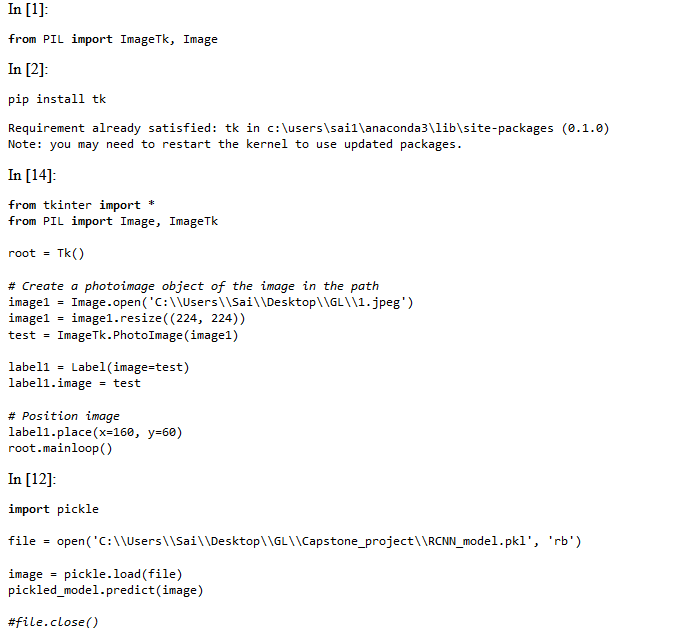 In [1]:
from PIL import ImageTk, Image
In [2]:
pip install tk
Requirement already satisfied: tk in c:\users\sai1\anaconda3\lib\site-packages (0.1.0)
Note: you may need to restart the kernel to use updated packages.
In [14]:
from tkinter import *
from PIL import Image, ImageTk
root = Tk()
# Create a photoimage object of the image in the path
image1 = Image.open('C:\\Users\\Sai\\Desktop\\GL\\1.jpeg')
image1 = image1.resize((224, 224))
test = ImageTk.PhotoImage(image1)
label1 = Label(image=test)
label1.image = test
# Position image
label1.place(x=160, y=60)
root.mainloop()
In [12]:
import pickle
file = open('C:\\Users\\Sai\\Desktop\\GL\\Capstone_project\\RCNN_model.pkl', 'rb')
image = pickle.load(file)
pickled_model.predict(image)
#file.close()